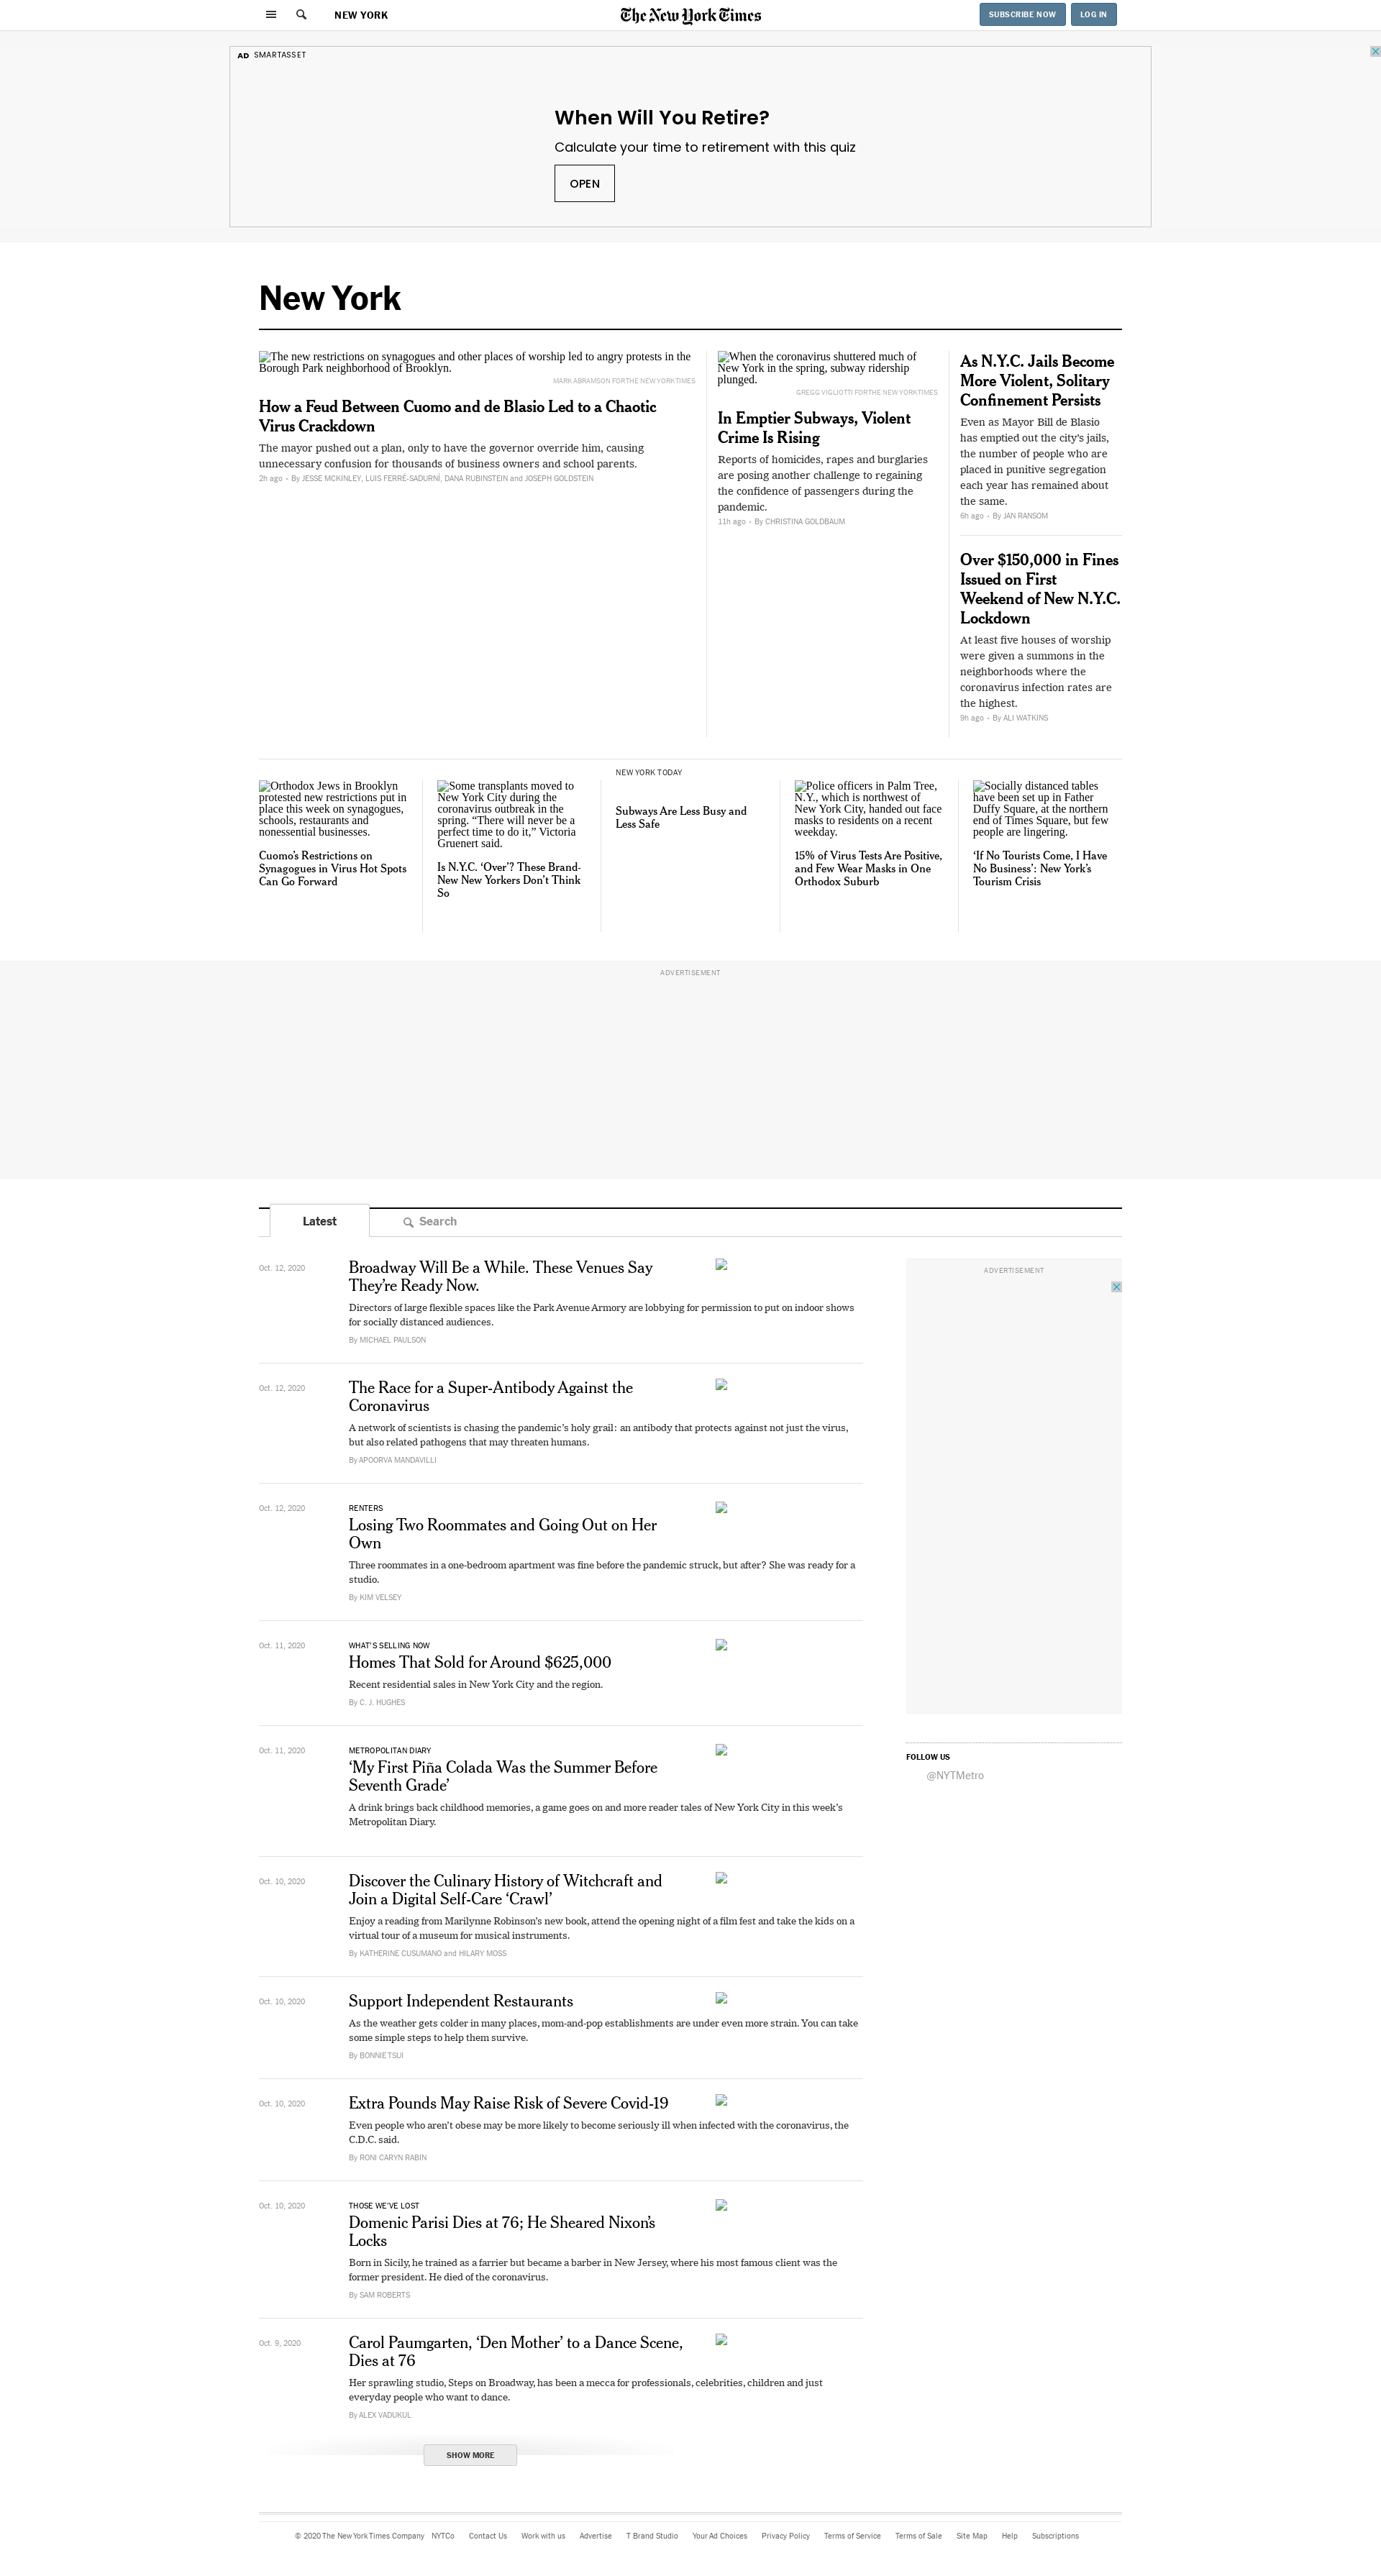 NEW YORK
The New York Times
SUBSCRIBE NOW
LOG IN
AD SMARTASSET
When Will You Retire?
Calculate your time to retirement with this quiz
OPEN
New York
The new restrictions on synagogues and other places of worship led to angry protests in the
Borough Park neighborhood of Brooklyn.
MARK ABRAMSON FOR THE NEW YORK TIMES
How a Feud Between Cuomo and de Blasio Led to a Chaotic
Virus Crackdown
The mayor pushed out a plan, only to have the governor override him, causing
unnecessary confusion for thousands of business owners and school parents.
2h ago • By JESSE MCKINLEY, LUIS FERRÉ-SADURNÍ, DANA RUBINSTEIN and JOSEPH GOLDSTEIN
When the coronavirus shuttered much of
New York in the spring, subway ridership
plunged.
GREGG VIGLIOTTI FOR THE NEW YORK TIMES
In Emptier Subways, Violent
Crime Is Rising
Reports of homicides, rapes and burglaries
are posing another challenge to regaining
the confidence of passengers during the
pandemic.
11h ago • By CHRISTINA GOLDBAUM
As N.Y.C. Jails Become
More Violent, Solitary
Confinement Persists
Even as Mayor Bill de Blasio
has emptied out the city’s jails,
the number of people who are
placed in punitive segregation
each year has remained about
the same.
6h ago • By JAN RANSOM
Over $150,000 in Fines
Issued on First
Weekend of New N.Y.C.
Lockdown
At least five houses of worship
were given a summons in the
neighborhoods where the
coronavirus infection rates are
the highest.
9h ago • By ALI WATKINS
Orthodox Jews in Brooklyn
protested new restrictions put in
place this week on synagogues,
schools, restaurants and
nonessential businesses.
Cuomo’s Restrictions on
Synagogues in Virus Hot Spots
Can Go Forward
Some transplants moved to
New York City during the
coronavirus outbreak in the
spring. “There will never be a
perfect time to do it,” Victoria
Gruenert said.
Is N.Y.C. ‘Over’? These Brand-
New New Yorkers Don’t Think
So
NEW YORK TODAY
Subways Are Less Busy and
Less Safe
Police officers in Palm Tree,
N.Y., which is northwest of
New York City, handed out face
masks to residents on a recent
weekday.
15% of Virus Tests Are Positive,
and Few Wear Masks in One
Orthodox Suburb
Socially distanced tables
have been set up in Father
Duffy Square, at the northern
end of Times Square, but few
people are lingering.
‘If No Tourists Come, I Have
No Business’: New York’s
Tourism Crisis
ADVERTISEMENT
Latest
Search
Oct. 12, 2020
Broadway Will Be a While. These Venues Say
They’re Ready Now.
Directors of large flexible spaces like the Park Avenue Armory are lobbying for permission to put on indoor shows
for socially distanced audiences.
By MICHAEL PAULSON
ADVERTISEMENT
Oct. 12, 2020
The Race for a Super-Antibody Against the
Coronavirus
A network of scientists is chasing the pandemic’s holy grail: an antibody that protects against not just the virus,
but also related pathogens that may threaten humans.
By APOORVA MANDAVILLI
Oct. 12, 2020
RENTERS
Losing Two Roommates and Going Out on Her
Own
Three roommates in a one-bedroom apartment was fine before the pandemic struck, but after? She was ready for a
studio.
By KIM VELSEY
Oct. 11, 2020
WHAT’S SELLING NOW
Homes That Sold for Around $625,000
Recent residential sales in New York City and the region.
By C. J. HUGHES
Oct. 11, 2020
METROPOLITAN DIARY
‘My First Piña Colada Was the Summer Before
Seventh Grade’
A drink brings back childhood memories, a game goes on and more reader tales of New York City in this week’s
Metropolitan Diary.
FOLLOW US
@NYTMetro
Oct. 10, 2020
Discover the Culinary History of Witchcraft and
Join a Digital Self-Care ‘Crawl’
Enjoy a reading from Marilynne Robinson’s new book, attend the opening night of a film fest and take the kids on a
virtual tour of a museum for musical instruments.
By KATHERINE CUSUMANO and HILARY MOSS
Oct. 10, 2020
Support Independent Restaurants
As the weather gets colder in many places, mom-and-pop establishments are under even more strain. You can take
some simple steps to help them survive.
By BONNIE TSUI
Oct. 10, 2020
Extra Pounds May Raise Risk of Severe Covid-19
Even people who aren’t obese may be more likely to become seriously ill when infected with the coronavirus, the
C.D.C. said.
By RONI CARYN RABIN
Oct. 10, 2020
THOSE WE’VE LOST
Domenic Parisi Dies at 76; He Sheared Nixon’s
Locks
Born in Sicily, he trained as a farrier but became a barber in New Jersey, where his most famous client was the
former president. He died of the coronavirus.
By SAM ROBERTS
Oct. 9, 2020
Carol Paumgarten, ‘Den Mother’ to a Dance Scene,
Dies at 76
Her sprawling studio, Steps on Broadway, has been a mecca for professionals, celebrities, children and just
everyday people who want to dance.
By ALEX VADUKUL
SHOW MORE
© 2020 The New York Times Company NYTCo Contact Us Work with us Advertise T Brand Studio Your Ad Choices Privacy Policy Terms of Service Terms of Sale Site Map Help Subscriptions